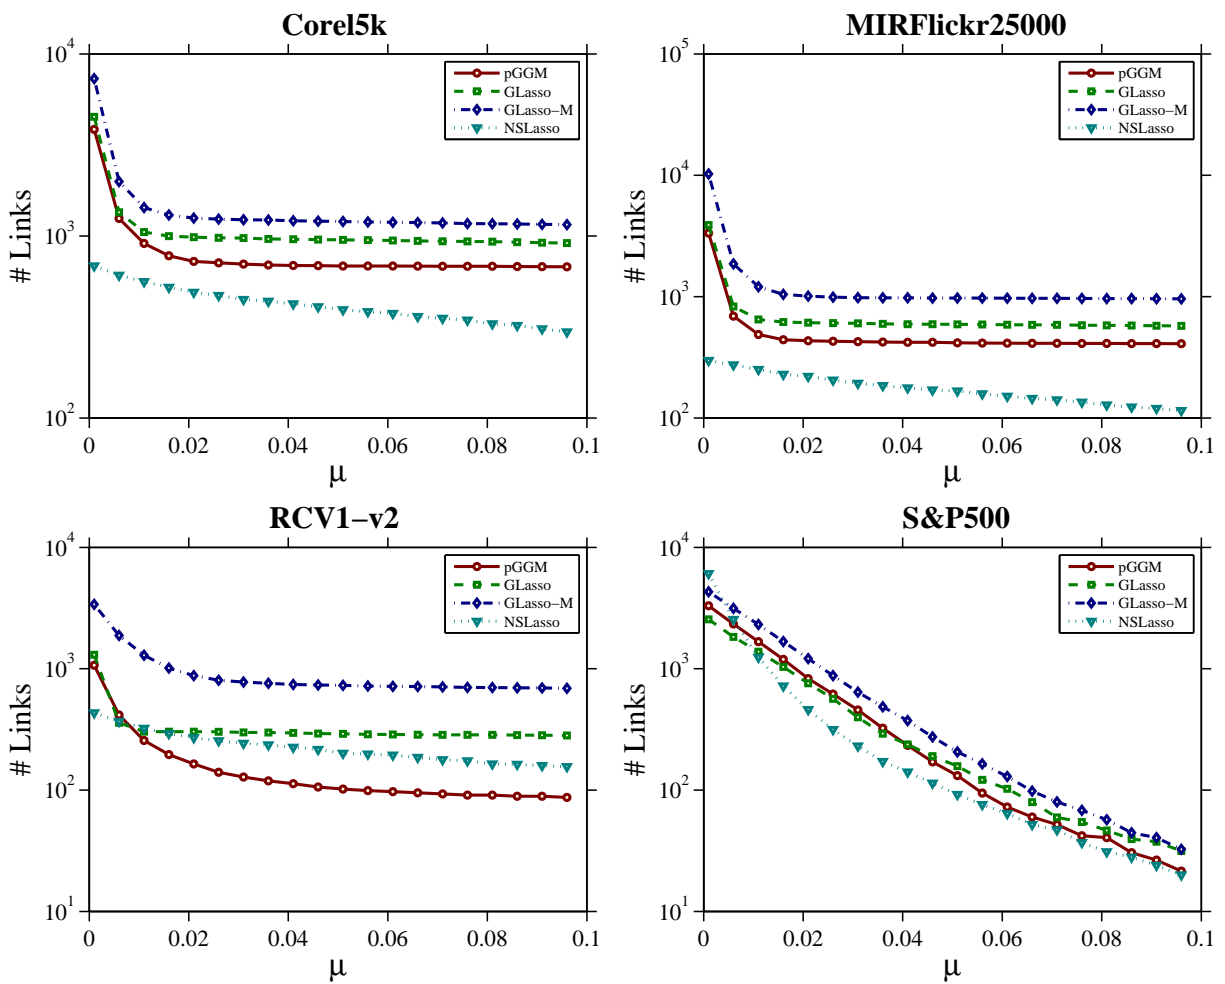 Corel5k
10^4
10^3
10^2
# Links
0 0.02 0.04 0.06 0.08 0.1
μ
pGGM
GLasso
GLasso-M
NSLasso
MIRFlickr25000
10^5
10^4
10^3
10^2
# Links
0 0.02 0.04 0.06 0.08 0.1
μ
pGGM
GLasso
GLasso-M
NSLasso
RCV1-v2
10^4
10^3
10^2
10^1
# Links
0 0.02 0.04 0.06 0.08 0.1
μ
pGGM
GLasso
GLasso-M
NSLasso
S&P500
10^4
10^3
10^2
10^1
# Links
0 0.02 0.04 0.06 0.08 0.1
μ
pGGM
GLasso
GLasso-M
NSLasso